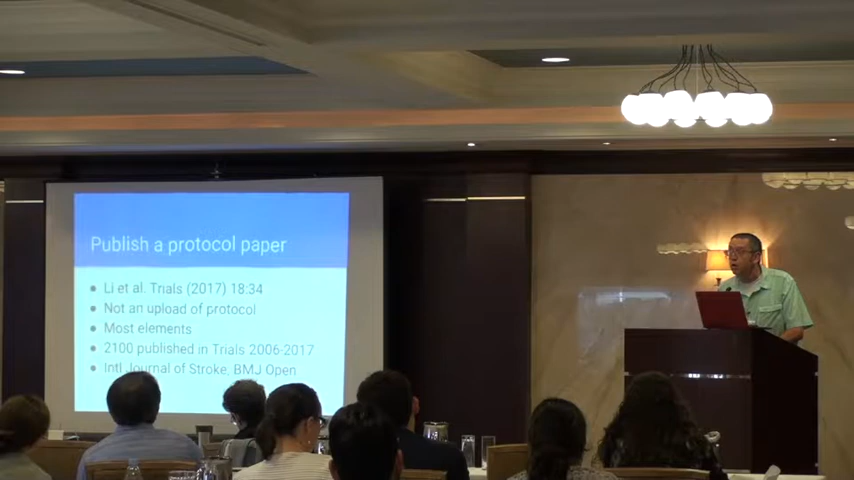 Publish a protocol paper
Li et al. Trials (2017) 18:34
Not an upload of protocol
Most elements
2100 published in Trials 2006-2017
Intl Journal of Stroke, BMJ Open